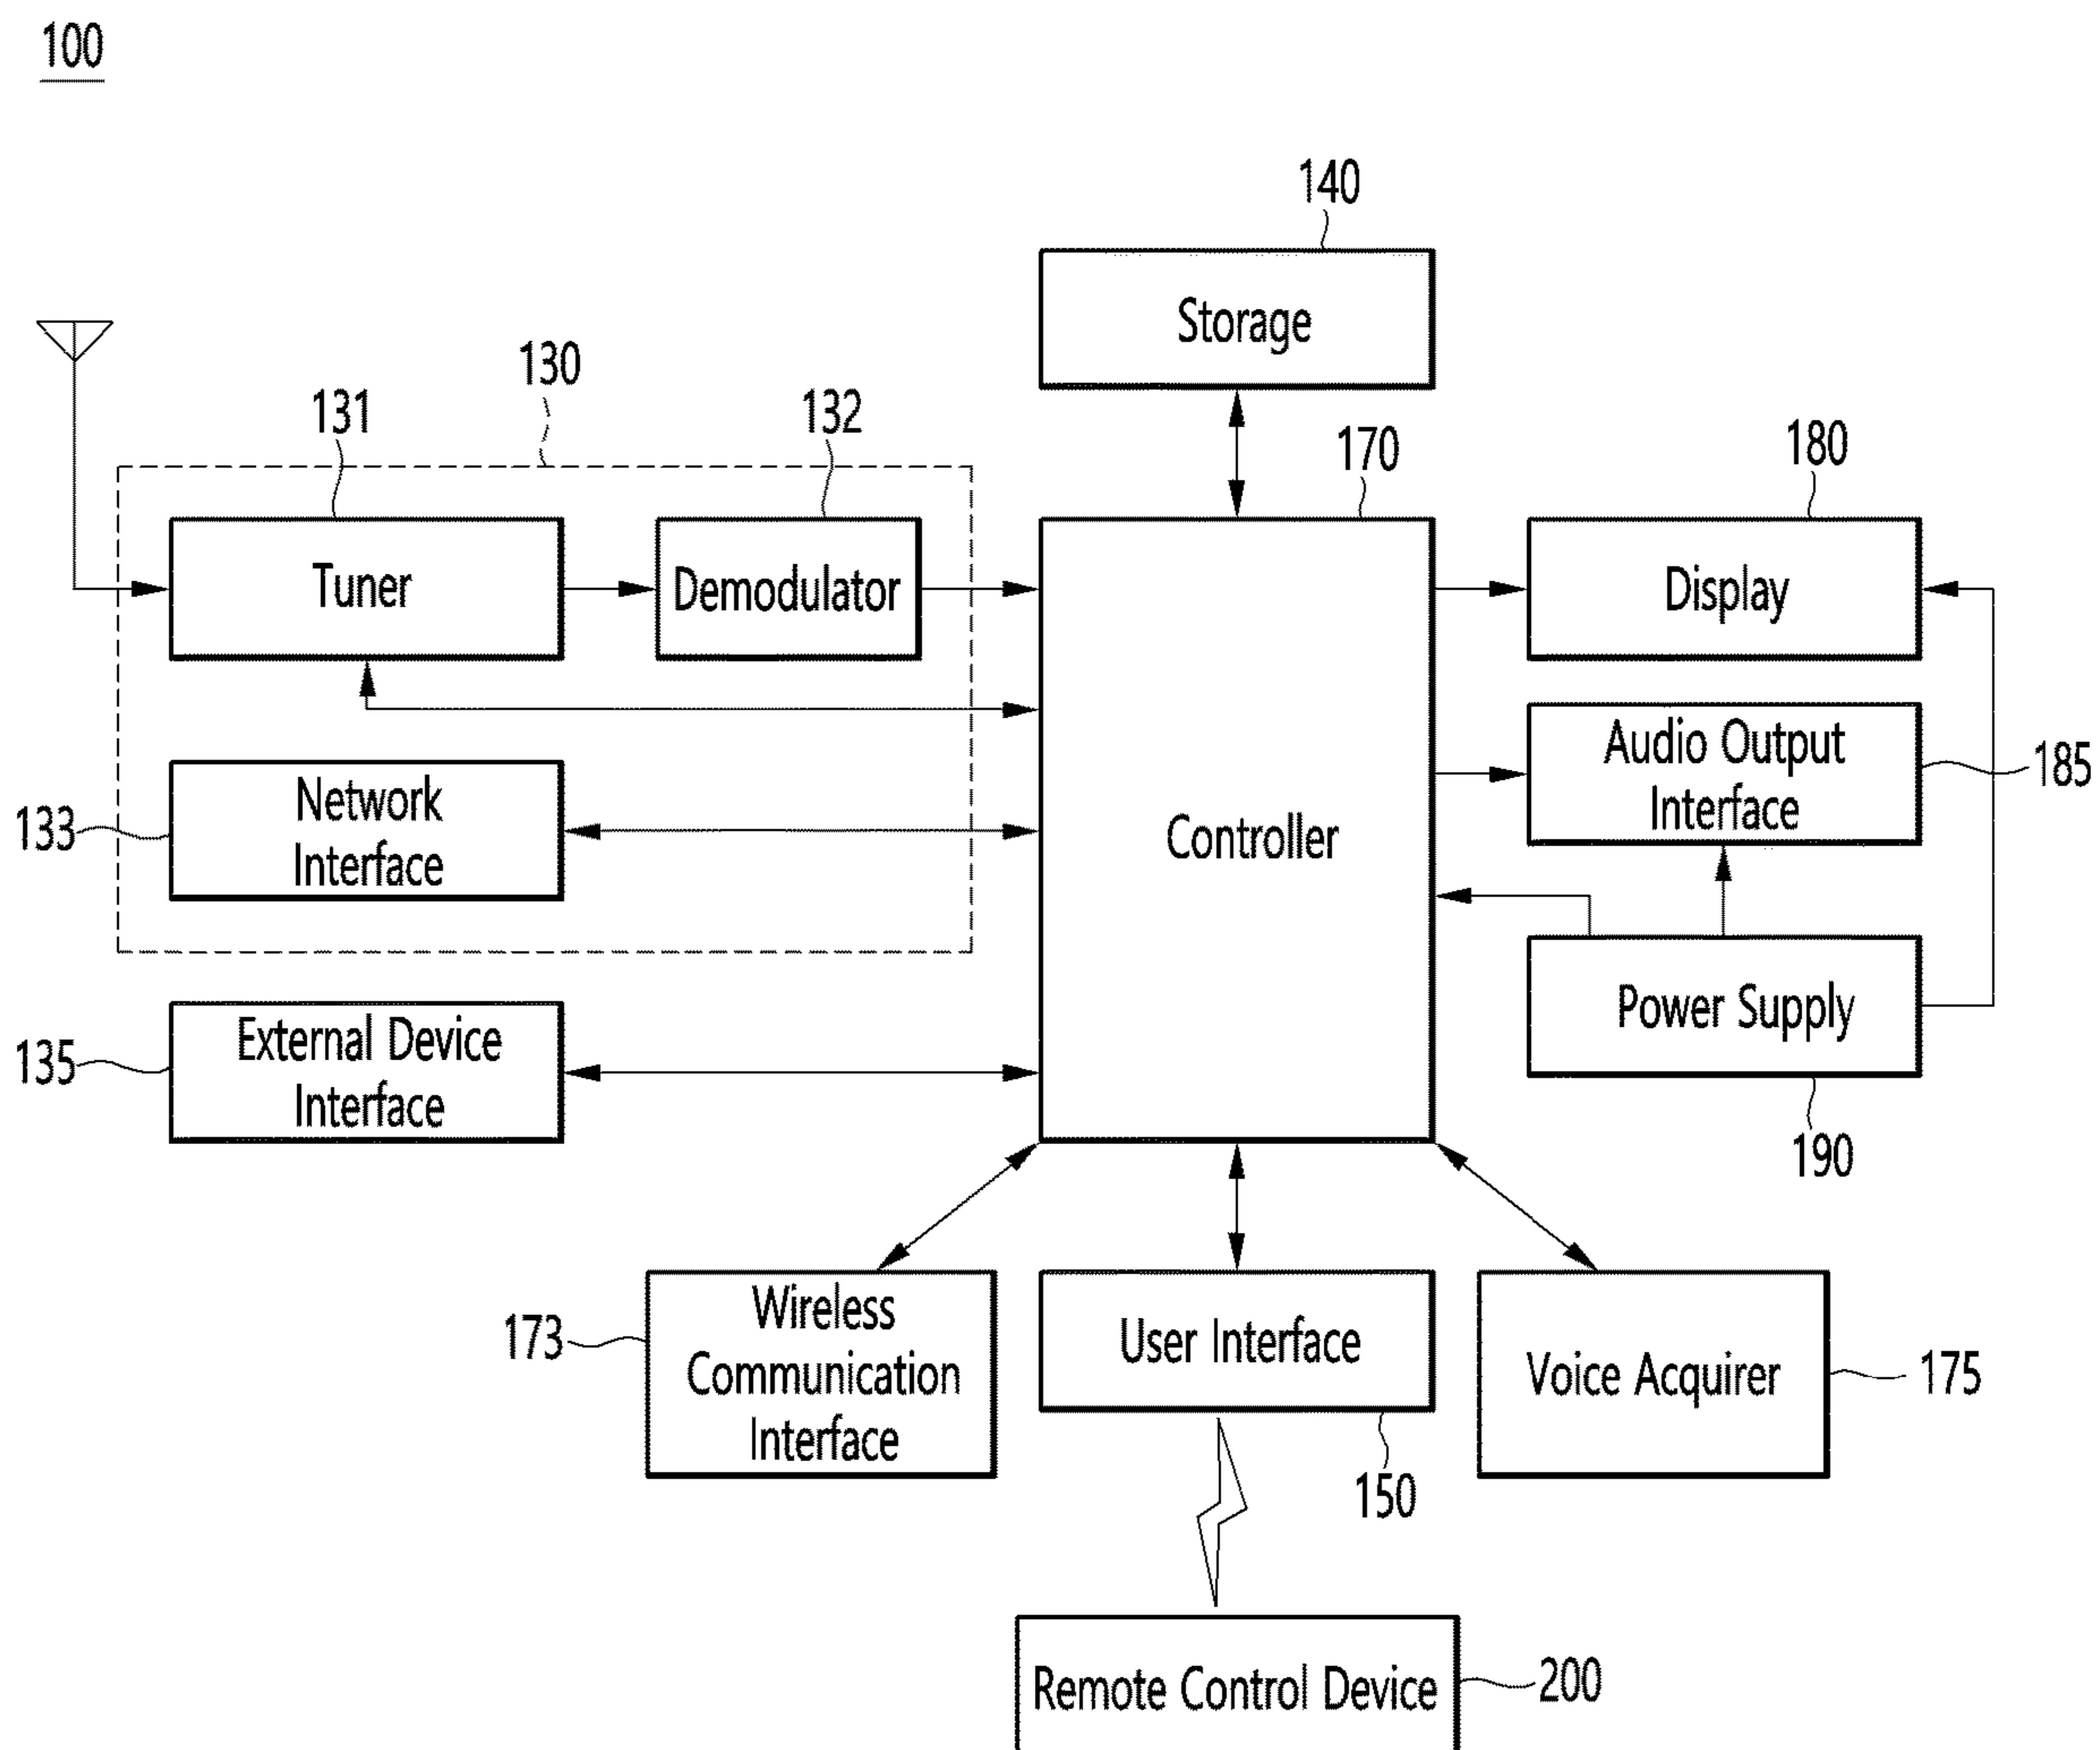 100
140
Storage
130
131
132
170
180
Tuner
Demodulator
Display
Audio Output
Interface
185
133
Network
Interface
Controller
Power Supply
190
135
External Device
Interface
173
Wireless
Communication
Interface
User Interface
150
Voice Acquirer
175
Remote Control Device
200